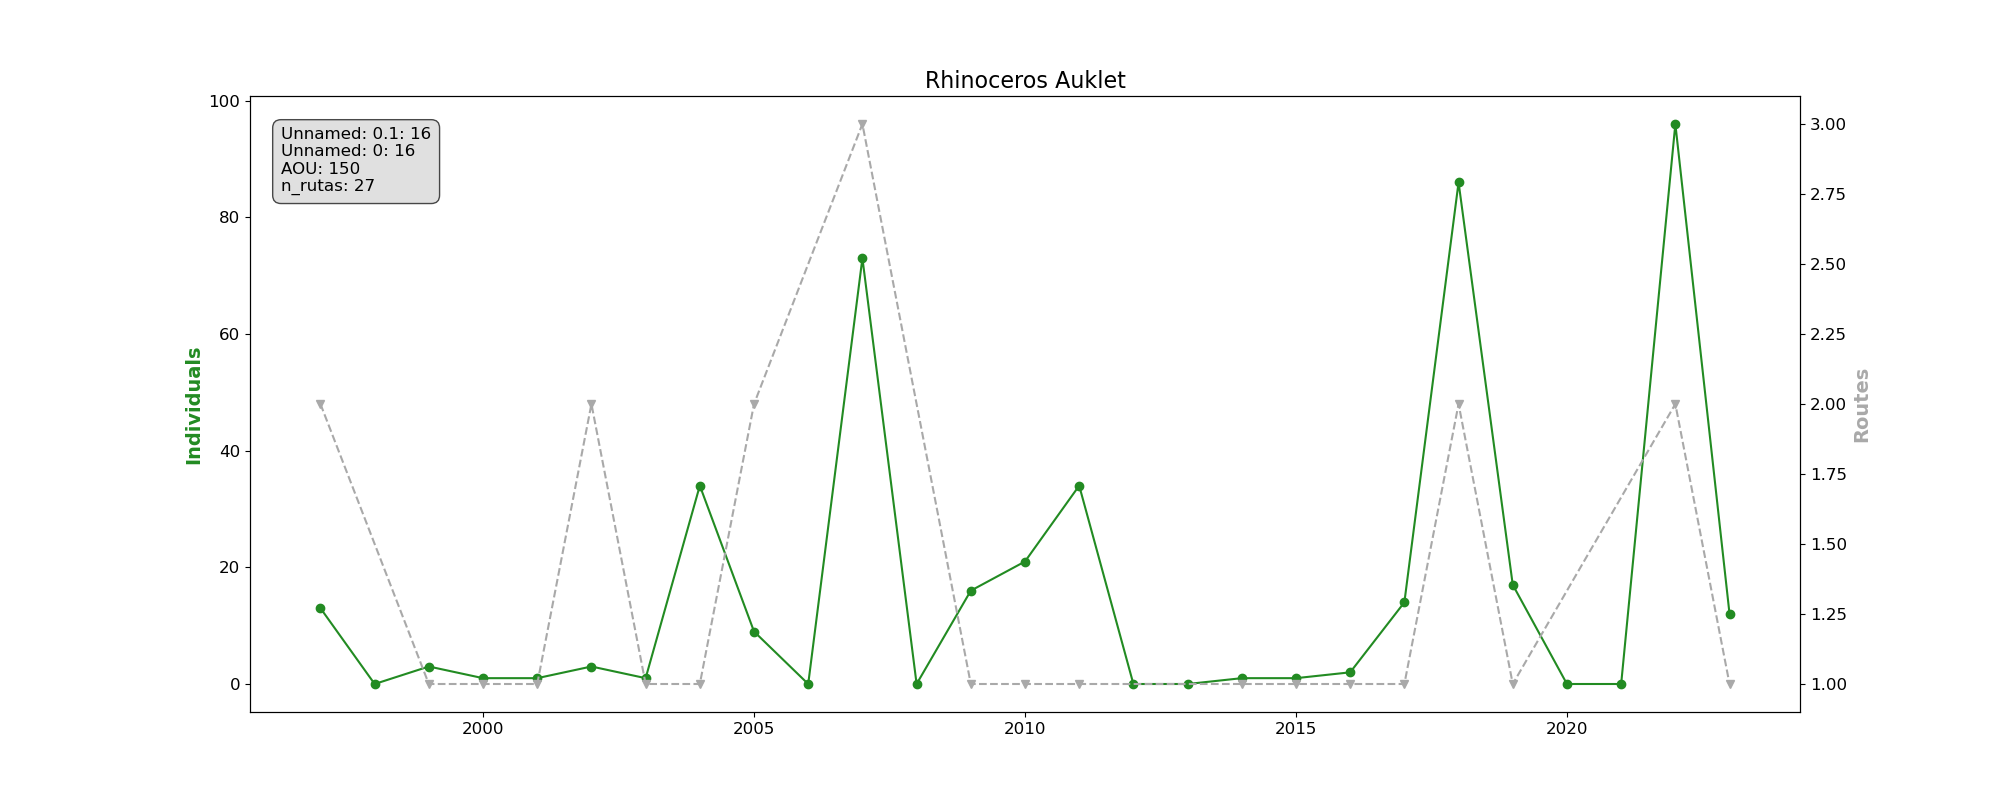 Rhinoceros Auklet
Unnamed: 0.1: 16
Unnamed: 0: 16
AOU: 150
n_rutas: 27
100
80
60
40
20
0
Individuals
3.00
2.75
2.50
2.25
2.00
1.75
1.50
1.25
1.00
Routes
2000 2005 2010 2015 2020